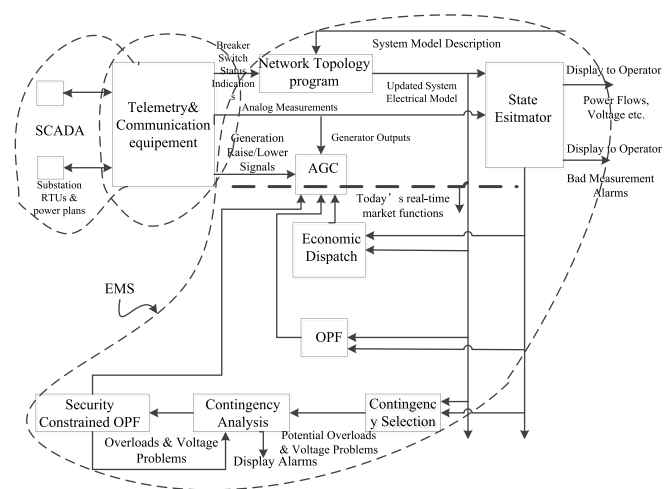 System Model Description
Breaker
Switch
Status
Indication
s
Network Topology
program
Updated System
Electrical Model
Display to Operator
Power Flows,
Voltage etc.
State
Esitmator
Display to Operator
Bad Measurement
Alarms
SCADA
Telemetry&
Communication
equipement
Analog Measurements
Generation
Raise/Lower
Signals
Generator Outputs
AGC
Substation
RTUs &
power plans
Today's real-time
market functions
Economic
Dispatch
EMS
OPF
Security
Constrained OPF
Contingency
Analysis
Contingenc
y Selection
Overloads & Voltage
Problems
Potential Overloads
& Voltage Problems
Display Alarms